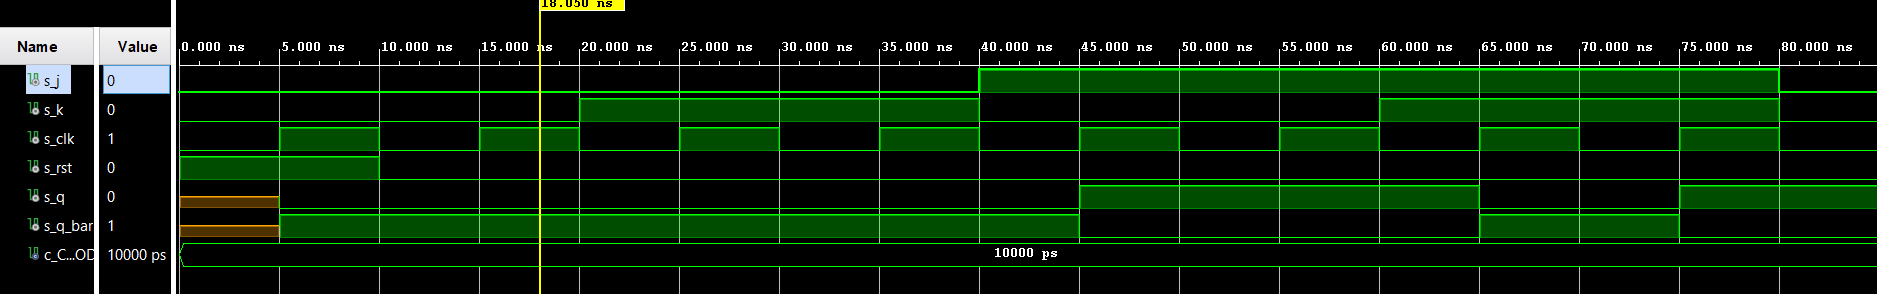 18.050 ns
Name Value
0.000 ns 5.000 ns 10.000 ns 15.000 ns 20.000 ns 25.000 ns 30.000 ns 35.000 ns 40.000 ns 45.000 ns 50.000 ns 55.000 ns 60.000 ns 65.000 ns 70.000 ns 75.000 ns 80.000 ns
s_j 0
s_k 0
s_clk 1
s_rst 0
s_q 0
s_q_bar 1
c_C...OD 10000 ps 10000 ps